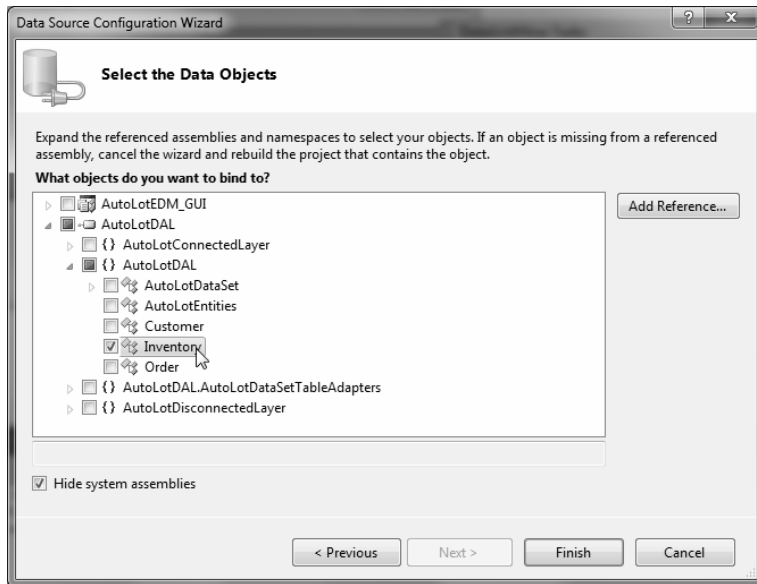 Data Source Configuration Wizard
Select the Data Objects
Expand the referenced assemblies and namespaces to select your objects. If an object is missing from a referenced
assembly, cancel the wizard and rebuild the project that contains the object.
What objects do you want to bind to?
AutoLotEDM_GUI
Add Reference...
AutoLotDAL
{} AutoLotConnectedLayer
{} AutoLotDAL
AutoLotDataSet
AutoLotEntities
Customer
Inventory
Order
{} AutoLotDAL.AutoLotDataSetTableAdapters
{} AutoLotDisconnectedLayer
Hide system assemblies
< Previous
Next >
Finish
Cancel